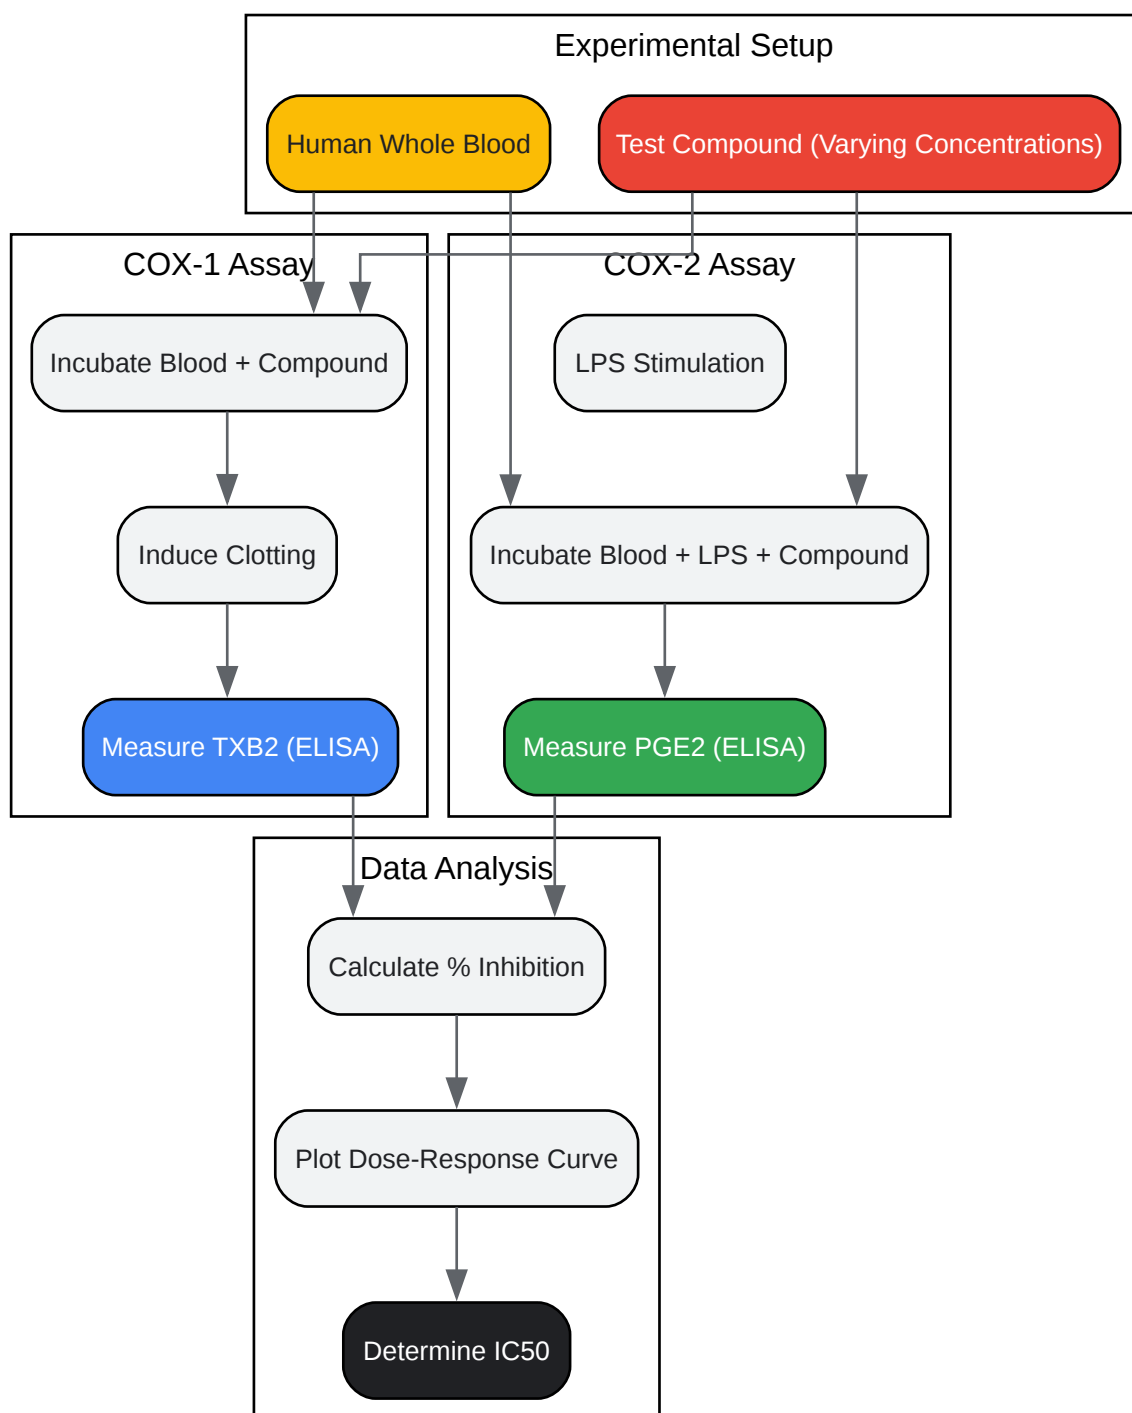 Experimental Setup
Human Whole Blood
Test Compound (Varying Concentrations)
COX-1 Assay
Incubate Blood + Compound
Induce Clotting
Measure TXB2 (ELISA)
COX-2 Assay
LPS Stimulation
Incubate Blood + LPS + Compound
Measure PGE2 (ELISA)
Data Analysis
Calculate % Inhibition
Plot Dose-Response Curve
Determine IC50